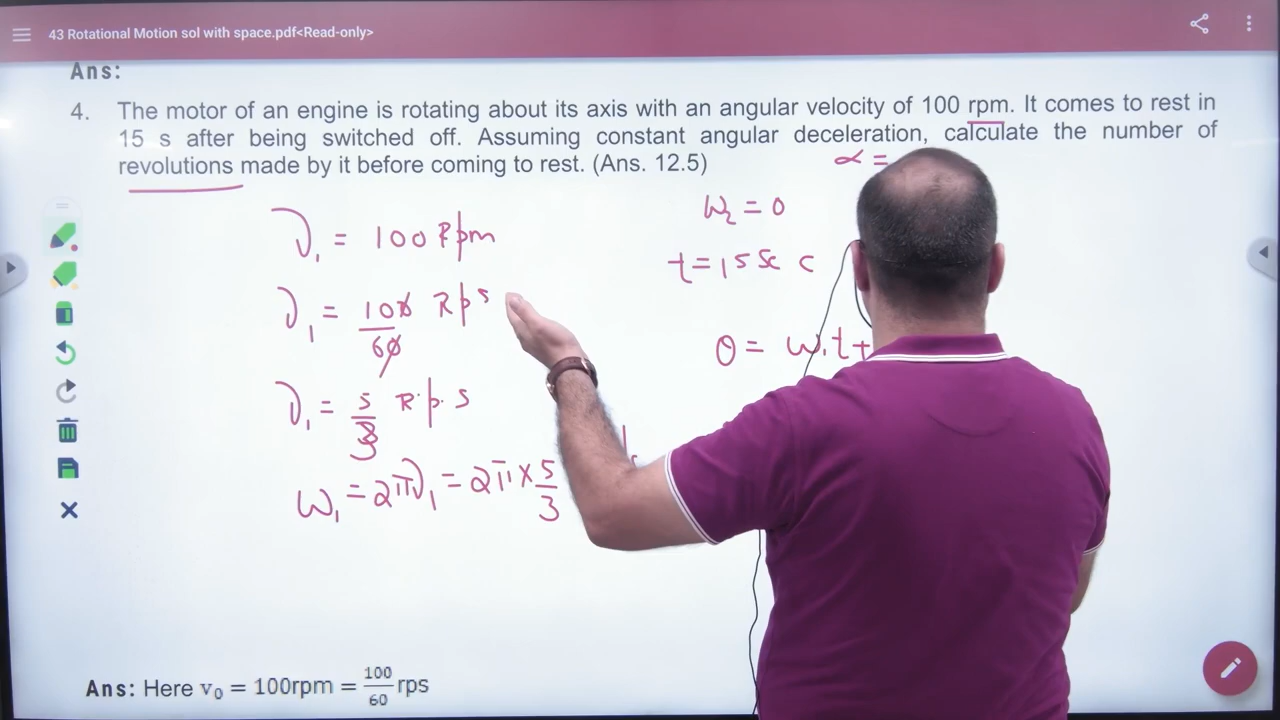 43 Rotational Motion sol with space.pdf<Read-only>
Ans:
4. The motor of an engine is rotating about its axis with an angular velocity of 100 rpm. It comes to rest in
15 s after being switched off. Assuming constant angular deceleration, calculate the number of
revolutions made by it before coming to rest. (Ans. 12.5)
α =
ν₁ = 100 Rpm
ω₂ = 0
t = 15 Sec
ν₁ = 100/60 Rps
θ = ω₁t +
ν₁ = 5/3 R.p.s
ω₁ = 2πν₁ = 2π × 5/3
Ans: Here v₀ = 100rpm = 100/60 rps